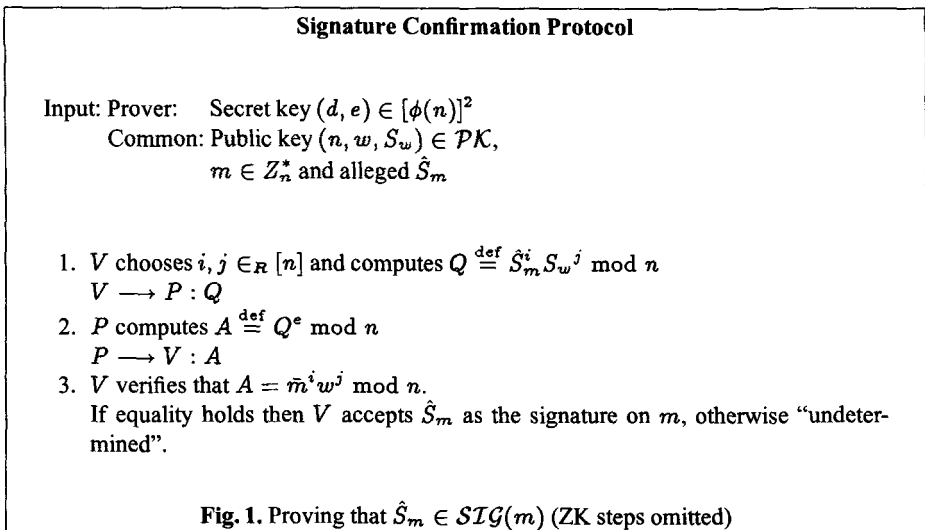 Signature Confirmation Protocol
Input: Prover: Secret key (d, e) ∈ [ϕ(n)]²
Common: Public key (n, w, S_w) ∈ 𝒫𝒦,
m ∈ Z_n^* and alleged Ŝ_m
1. V chooses i, j ∈_R [n] and computes Q ≝ Ŝ_m^i S_w^j mod n
V ⟶ P : Q
2. P computes A ≝ Q^e mod n
P ⟶ V : A
3. V verifies that A = m̄^i w^j mod n.
If equality holds then V accepts Ŝ_m as the signature on m, otherwise “undeter-
mined”.
Fig. 1. Proving that Ŝ_m ∈ 𝒮ℐ𝒢(m) (ZK steps omitted)